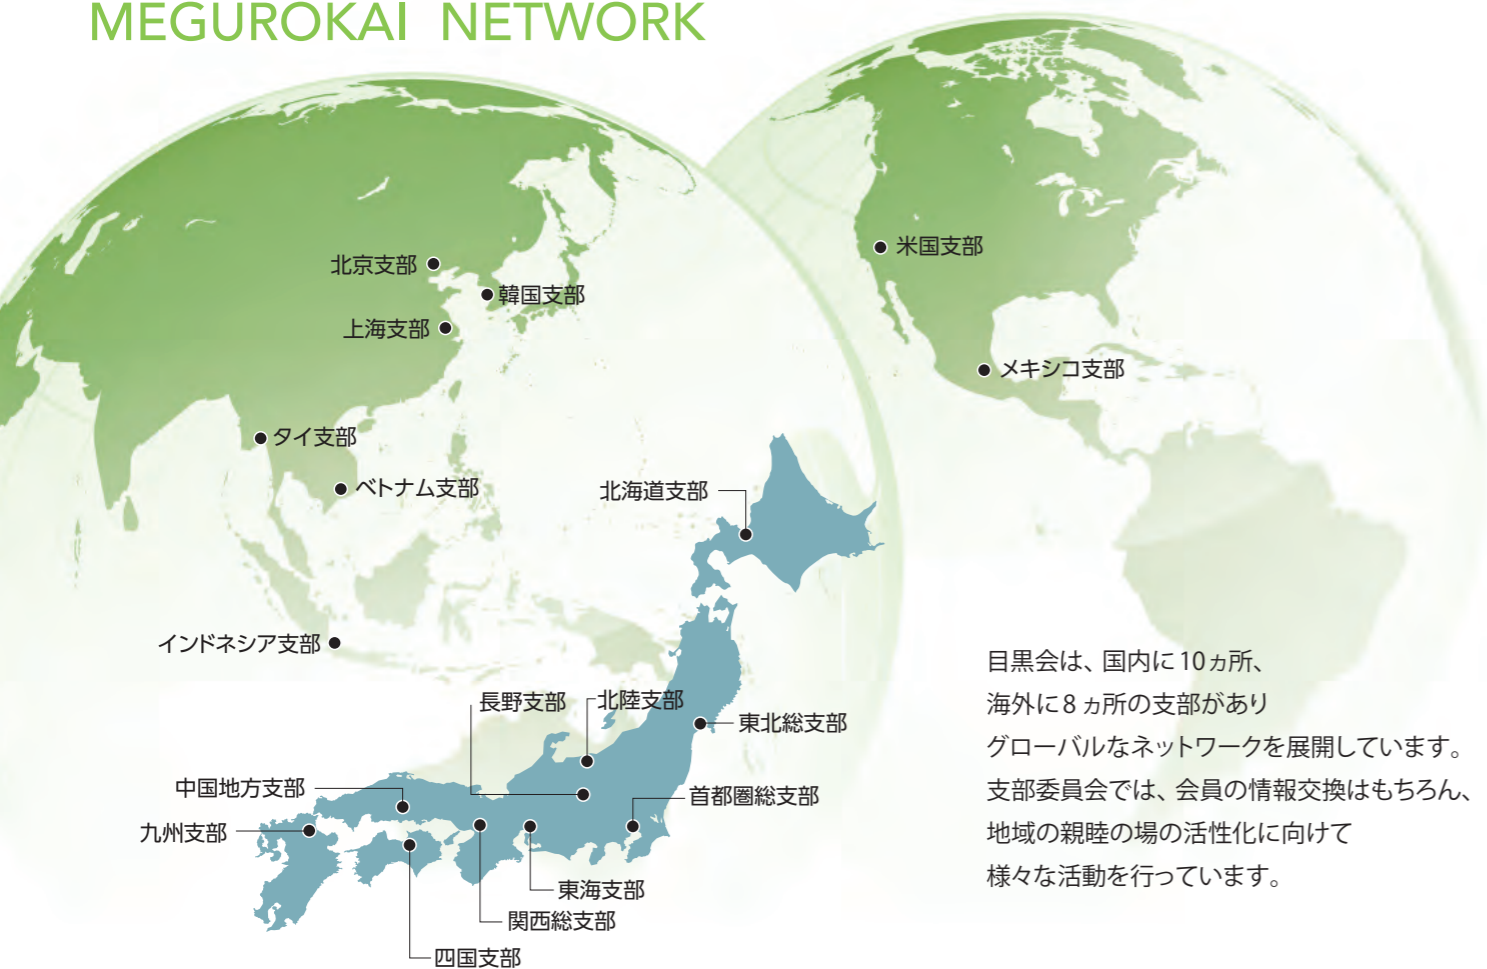 MEGUROKAI NETWORK
北京支部
韓国支部
上海支部
タイ支部
ベトナム支部
インドネシア支部
米国支部
メキシコ支部
北海道支部
長野支部
北陸支部
東北総支部
中国地方支部
首都圏総支部
九州支部
東海支部
関西総支部
四国支部
目黒会は、国内に10ヵ所、
海外に8ヵ所の支部があり
グローバルなネットワークを展開しています。
支部委員会では、会員の情報交換はもちろん、
地域の親睦の場の活性化に向けて
様々な活動を行っています。